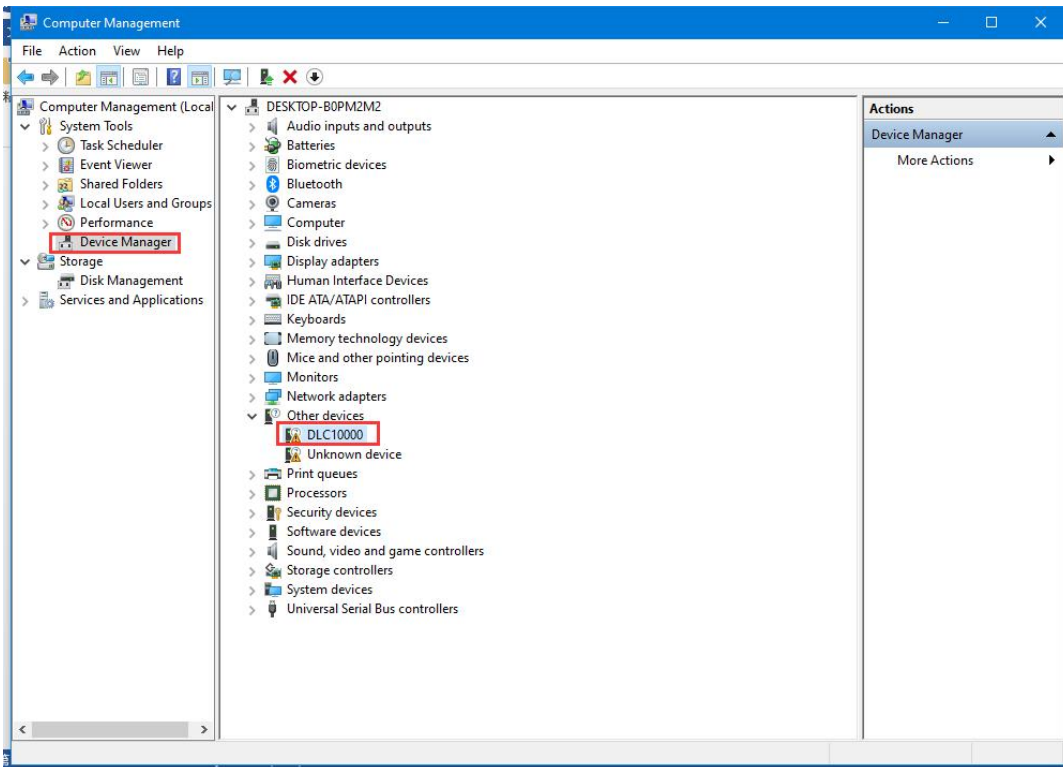 Computer Management
File Action View Help
Computer Management (Local
System Tools
Task Scheduler
Event Viewer
Shared Folders
Local Users and Groups
Performance
Device Manager
Storage
Disk Management
Services and Applications
DESKTOP-B0PM2M2
Audio inputs and outputs
Batteries
Biometric devices
Bluetooth
Cameras
Computer
Disk drives
Display adapters
Human Interface Devices
IDE ATA/ATAPI controllers
Keyboards
Memory technology devices
Mice and other pointing devices
Monitors
Network adapters
Other devices
DLC10000
Unknown device
Print queues
Processors
Security devices
Software devices
Sound, video and game controllers
Storage controllers
System devices
Universal Serial Bus controllers
Actions
Device Manager
More Actions